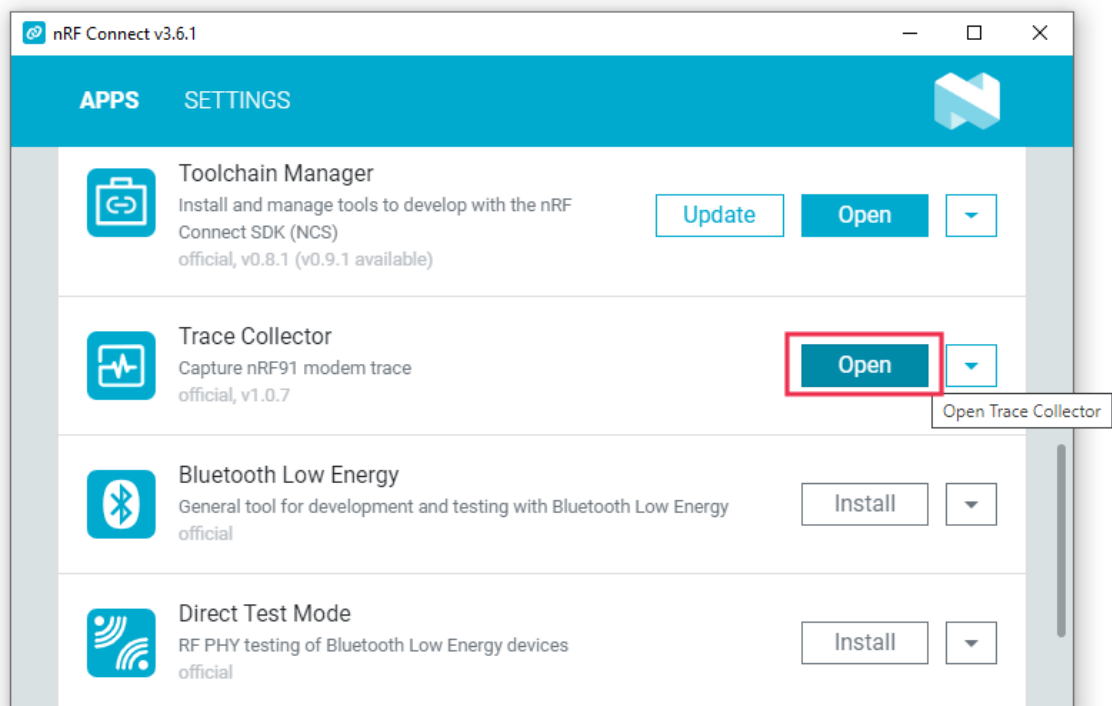 nRF Connect v3.6.1
APPS SETTINGS
Toolchain Manager
Install and manage tools to develop with the nRF
Connect SDK (NCS)
official, v0.8.1 (v0.9.1 available)
Update Open
Trace Collector
Capture nRF91 modem trace
official, v1.0.7
Open
Open Trace Collector
Bluetooth Low Energy
General tool for development and testing with Bluetooth Low Energy
official
Install
Direct Test Mode
RF PHY testing of Bluetooth Low Energy devices
official
Install